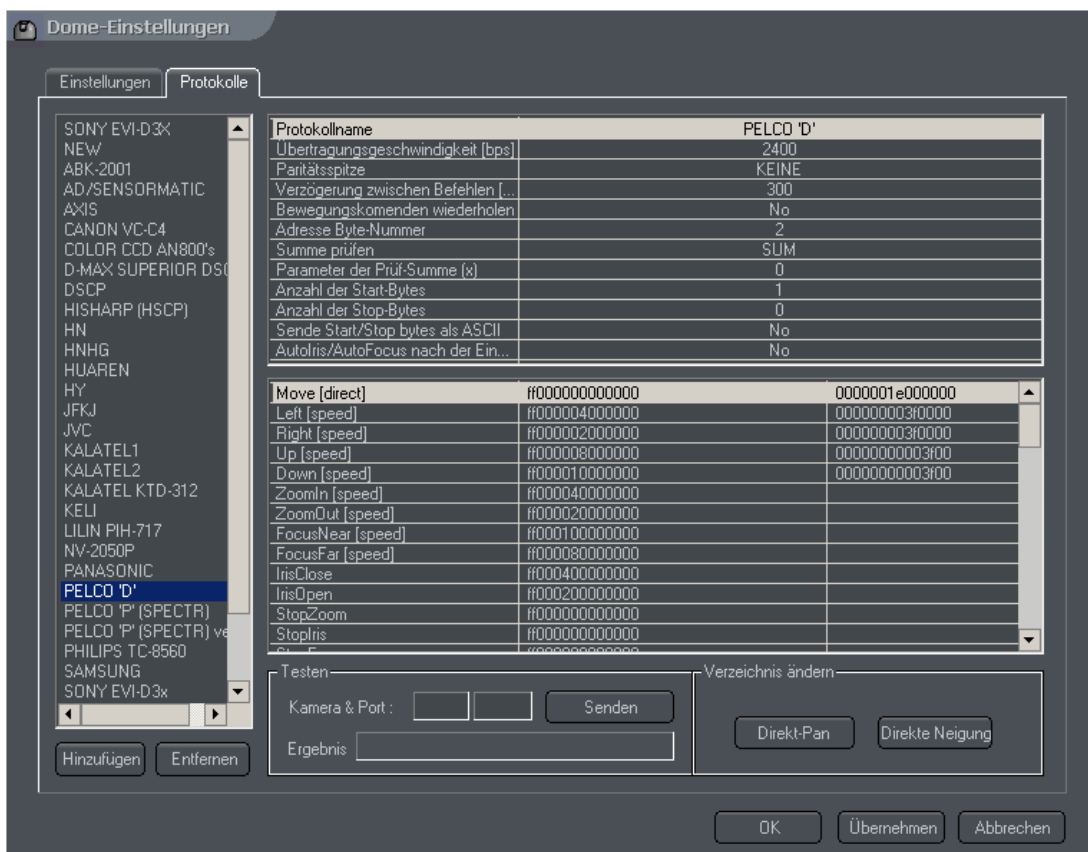 Dome-Einstellungen
Einstellungen
Protokolle
SONY EVI-D3X
NEW
ABK-2001
AD/SENSORMATIC
AXIS
CANON VC-C4
COLOR CCD AN800's
D-MAX SUPERIOR DSC
DSCP
HISHARP (HSCP)
HN
HNHG
HUAREN
HY
JFKJ
JVC
KALATEL1
KALATEL2
KALATEL KTD-312
KELI
LILIN PIH-717
NV-2050P
PANASONIC
PELCO 'D'
PELCO 'P' (SPECTR)
PELCO 'P' (SPECTR) ve
PHILIPS TC-8560
SAMSUNG
SONY EVI-D3x
Hinzufügen
Entfernen
Protokollname PELCO 'D'
Übertragungsgeschwindigkeit [bps] 2400
Paritätsspitze KEINE
Verzögerung zwischen Befehlen [... 300
Bewegungskomenden wiederholen No
Adresse Byte-Nummer 2
Summe prüfen SUM
Parameter der Prüf-Summe (x) 0
Anzahl der Start-Bytes 1
Anzahl der Stop-Bytes 0
Sende Start/Stop bytes als ASCII No
AutoIris/AutoFocus nach der Ein... No
Move [direct] ff000000000000 0000001e000000
Left [speed] ff000004000000 000000003f0000
Right [speed] ff000002000000 000000003f0000
Up [speed] ff000008000000 00000000003f00
Down [speed] ff000010000000 00000000003f00
ZoomIn [speed] ff000040000000
ZoomOut [speed] ff000020000000
FocusNear [speed] ff000100000000
FocusFar [speed] ff000080000000
IrisClose ff000400000000
IrisOpen ff000200000000
StopZoom ff000000000000
StopIris ff000000000000
Testen
Kamera & Port :
Senden
Ergebnis
Verzeichnis ändern
Direkt-Pan
Direkte Neigung
OK
Übernehmen
Abbrechen